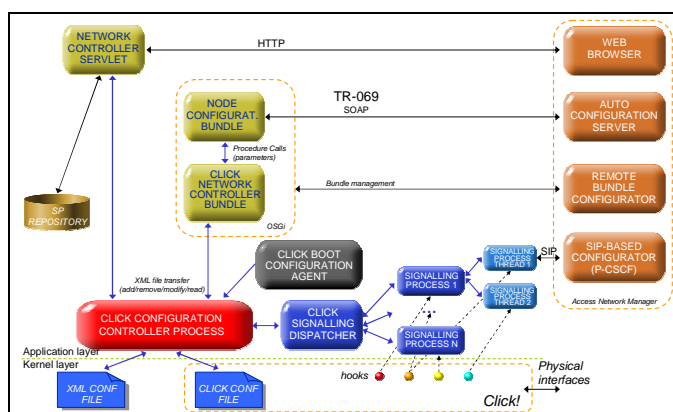 NETWORK
CONTROLLER
SERVLET
HTTP
WEB
BROWSER
TR-069
SOAP
NODE
CONFIGURAT.
BUNDLE
AUTO
CONFIGURATION
SERVER
Procedure Calls
(parameters)
CLICK
NETWORK
CONTROLLER
BUNDLE
Bundle management
REMOTE
BUNDLE
CONFIGURATOR
SP
REPOSITORY
OSGi
CLICK BOOT
CONFIGURATION
AGENT
SIGNALLING
PROCESS 1
SIGNALLING
PROCESS
THREAD 1
SIP
SIP-BASED
CONFIGURATOR
(P-CSCF)
XML file transfer
(add/remove/modify/read)
SIGNALLING
PROCESS
THREAD 2
Access Network Manager
CLICK CONFIGURATION
CONTROLLER PROCESS
CLICK
SIGNALLING
DISPATCHER
...
SIGNALLING
PROCESS N
Application layer
Kernel layer
XML CONF
FILE
CLICK CONF
FILE
hooks
Click!
Physical
interfaces